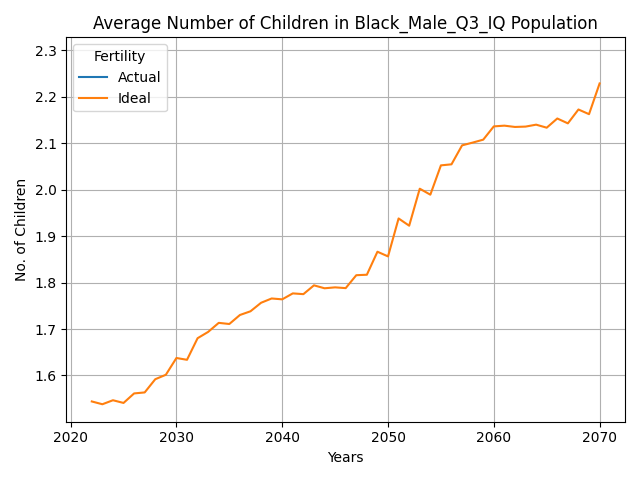 Average Number of Children in Black_Male_Q3_IQ Population
Fertility
Actual
Ideal
No. of Children
2.3
2.2
2.1
2.0
1.9
1.8
1.7
1.6
2020 2030 2040 2050 2060 2070
Years